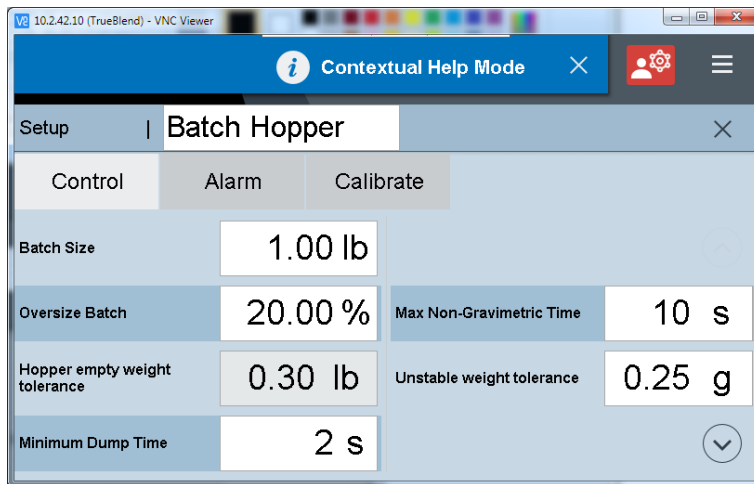 10.2.42.10 (TrueBlend) - VNC Viewer
Contextual Help Mode
Setup | Batch Hopper
Control Alarm Calibrate
Batch Size 1.00 lb
Oversize Batch 20.00 % Max Non-Gravimetric Time 10 s
Hopper empty weight
tolerance 0.30 lb Unstable weight tolerance 0.25 g
Minimum Dump Time 2 s